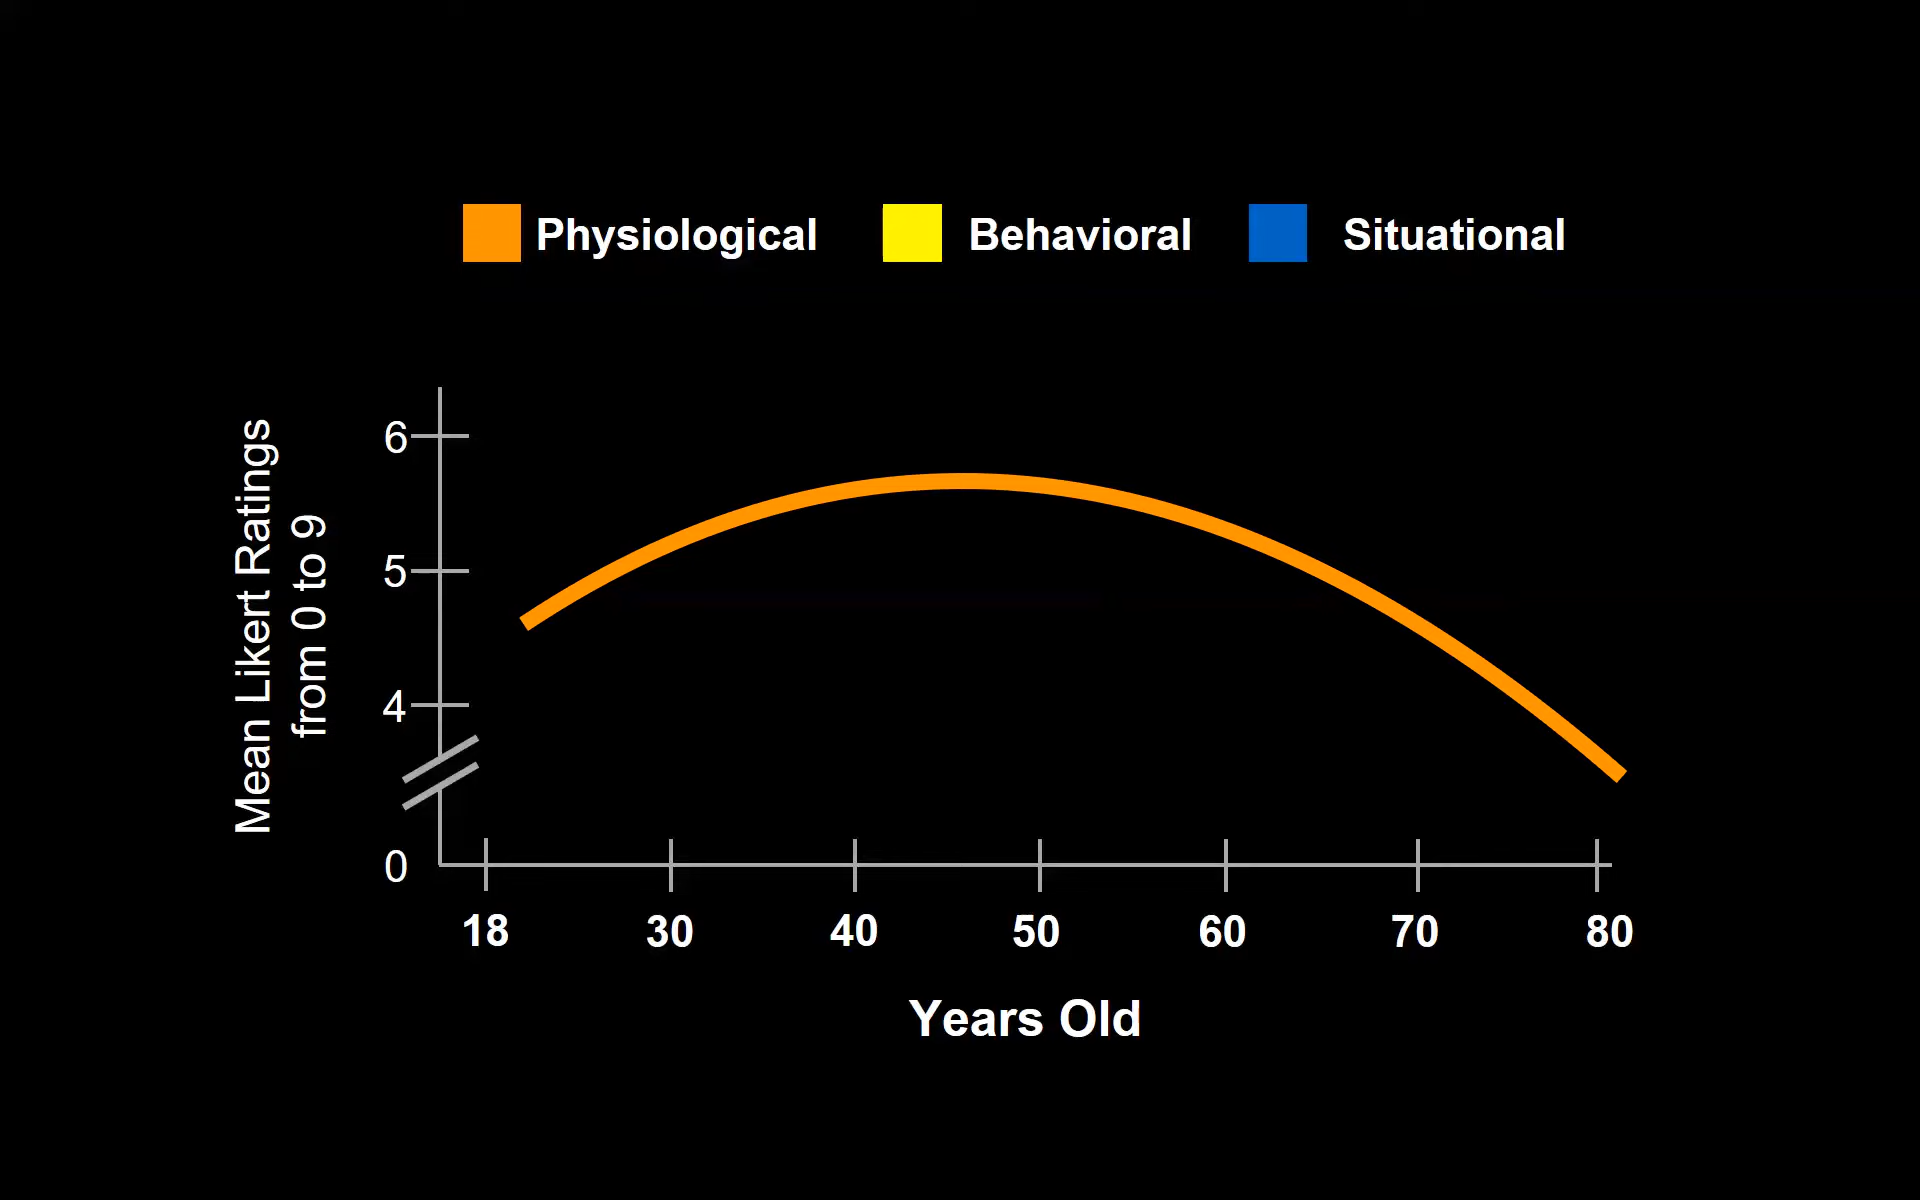 Physiological Behavioral Situational
Mean Likert Ratings
from 0 to 9
6
5
4
0
18 30 40 50 60 70 80
Years Old